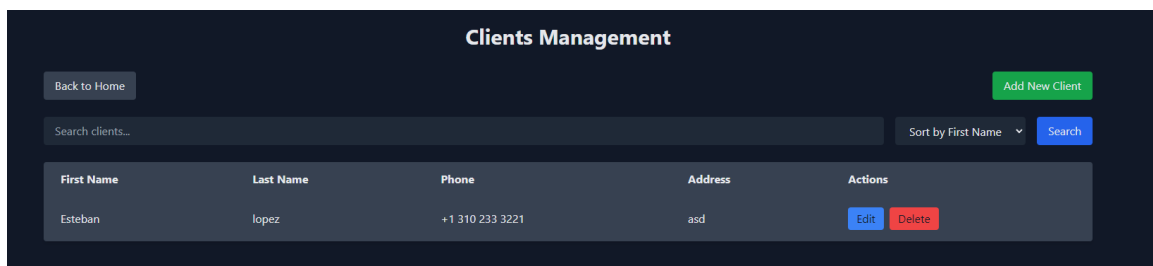 Clients Management
Back to Home Add New Client
Search clients... Sort by First Name Search
First Name Last Name Phone Address Actions
Esteban lopez +1 310 233 3221 asd Edit Delete